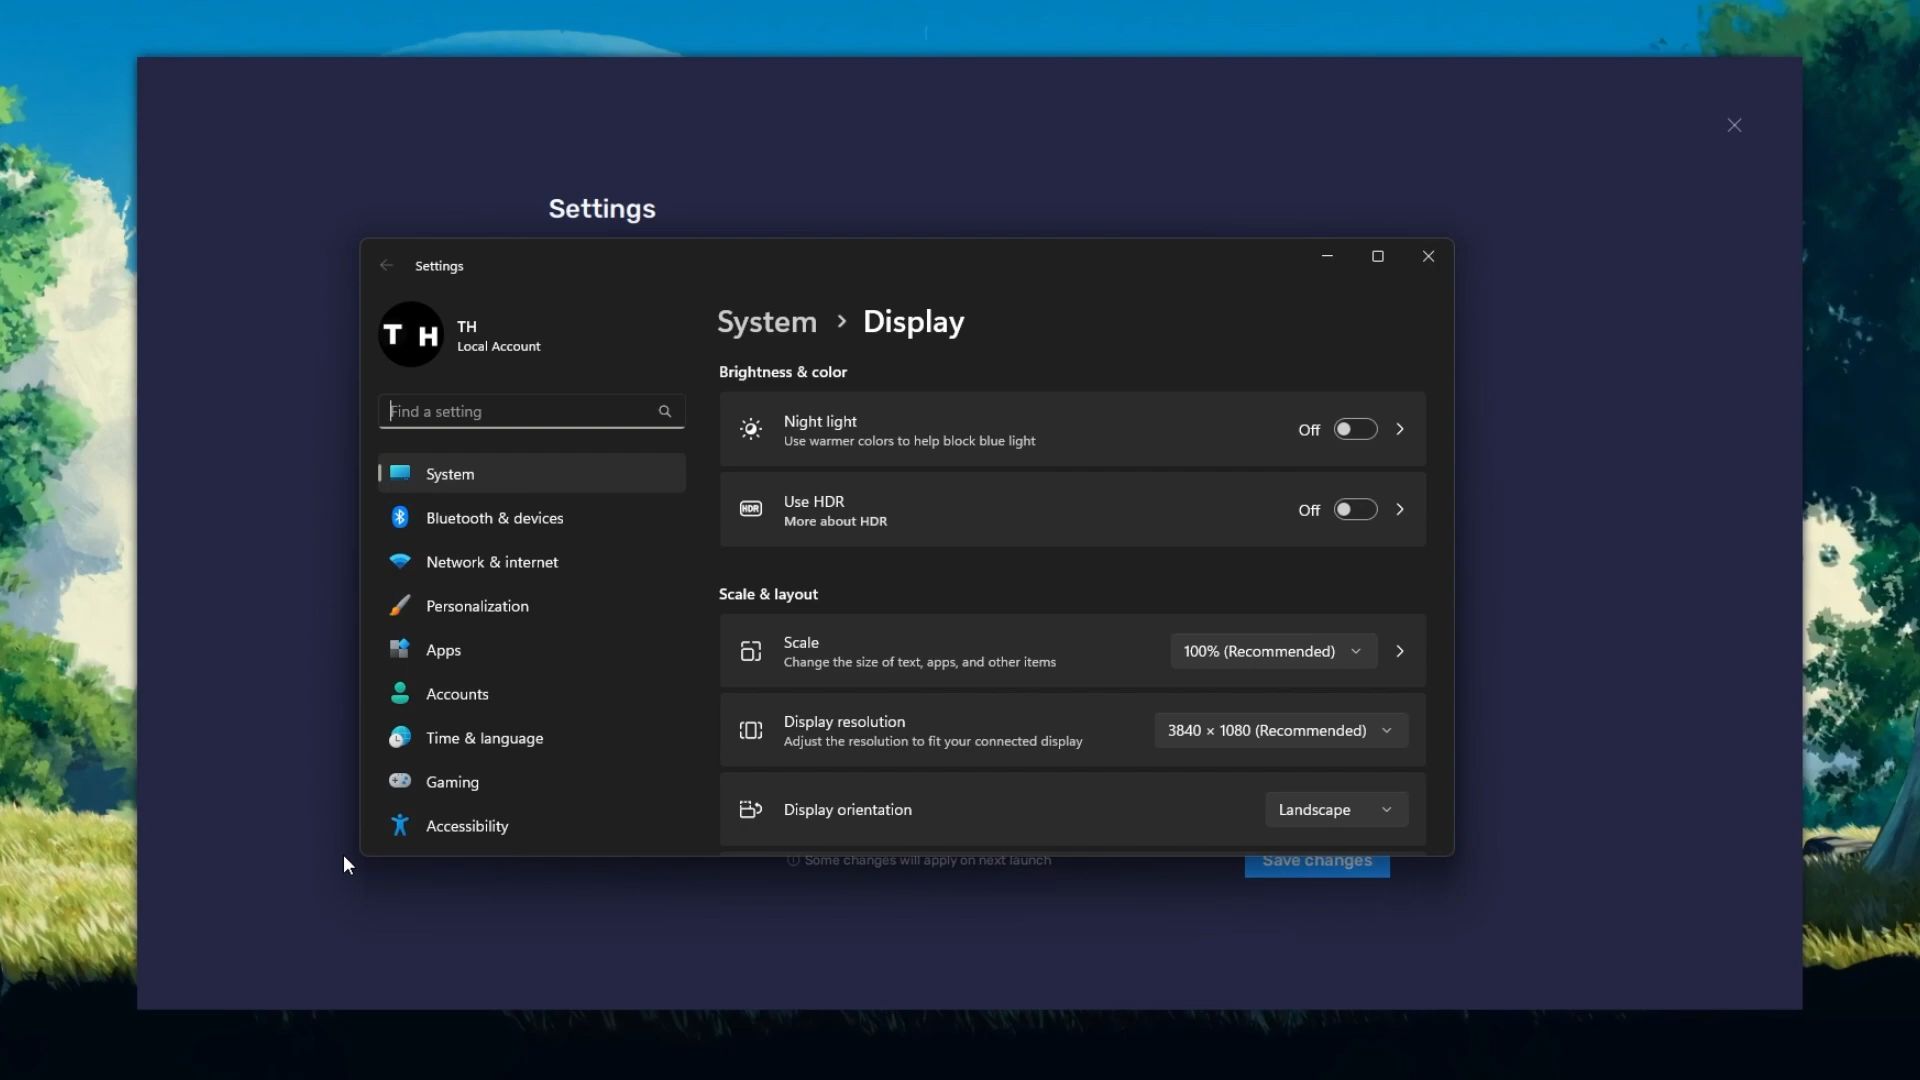 Settings
Settings
T H
TH
Local Account
Find a setting
System
Bluetooth & devices
Network & internet
Personalization
Apps
Accounts
Time & language
Gaming
Accessibility
System > Display
Brightness & color
Night light
Use warmer colors to help block blue light
Off
HDR
Use HDR
More about HDR
Off
Scale & layout
Scale
Change the size of text, apps, and other items
100% (Recommended)
Display resolution
Adjust the resolution to fit your connected display
3840 × 1080 (Recommended)
Display orientation
Landscape
Some changes will apply on next launch
Save changes